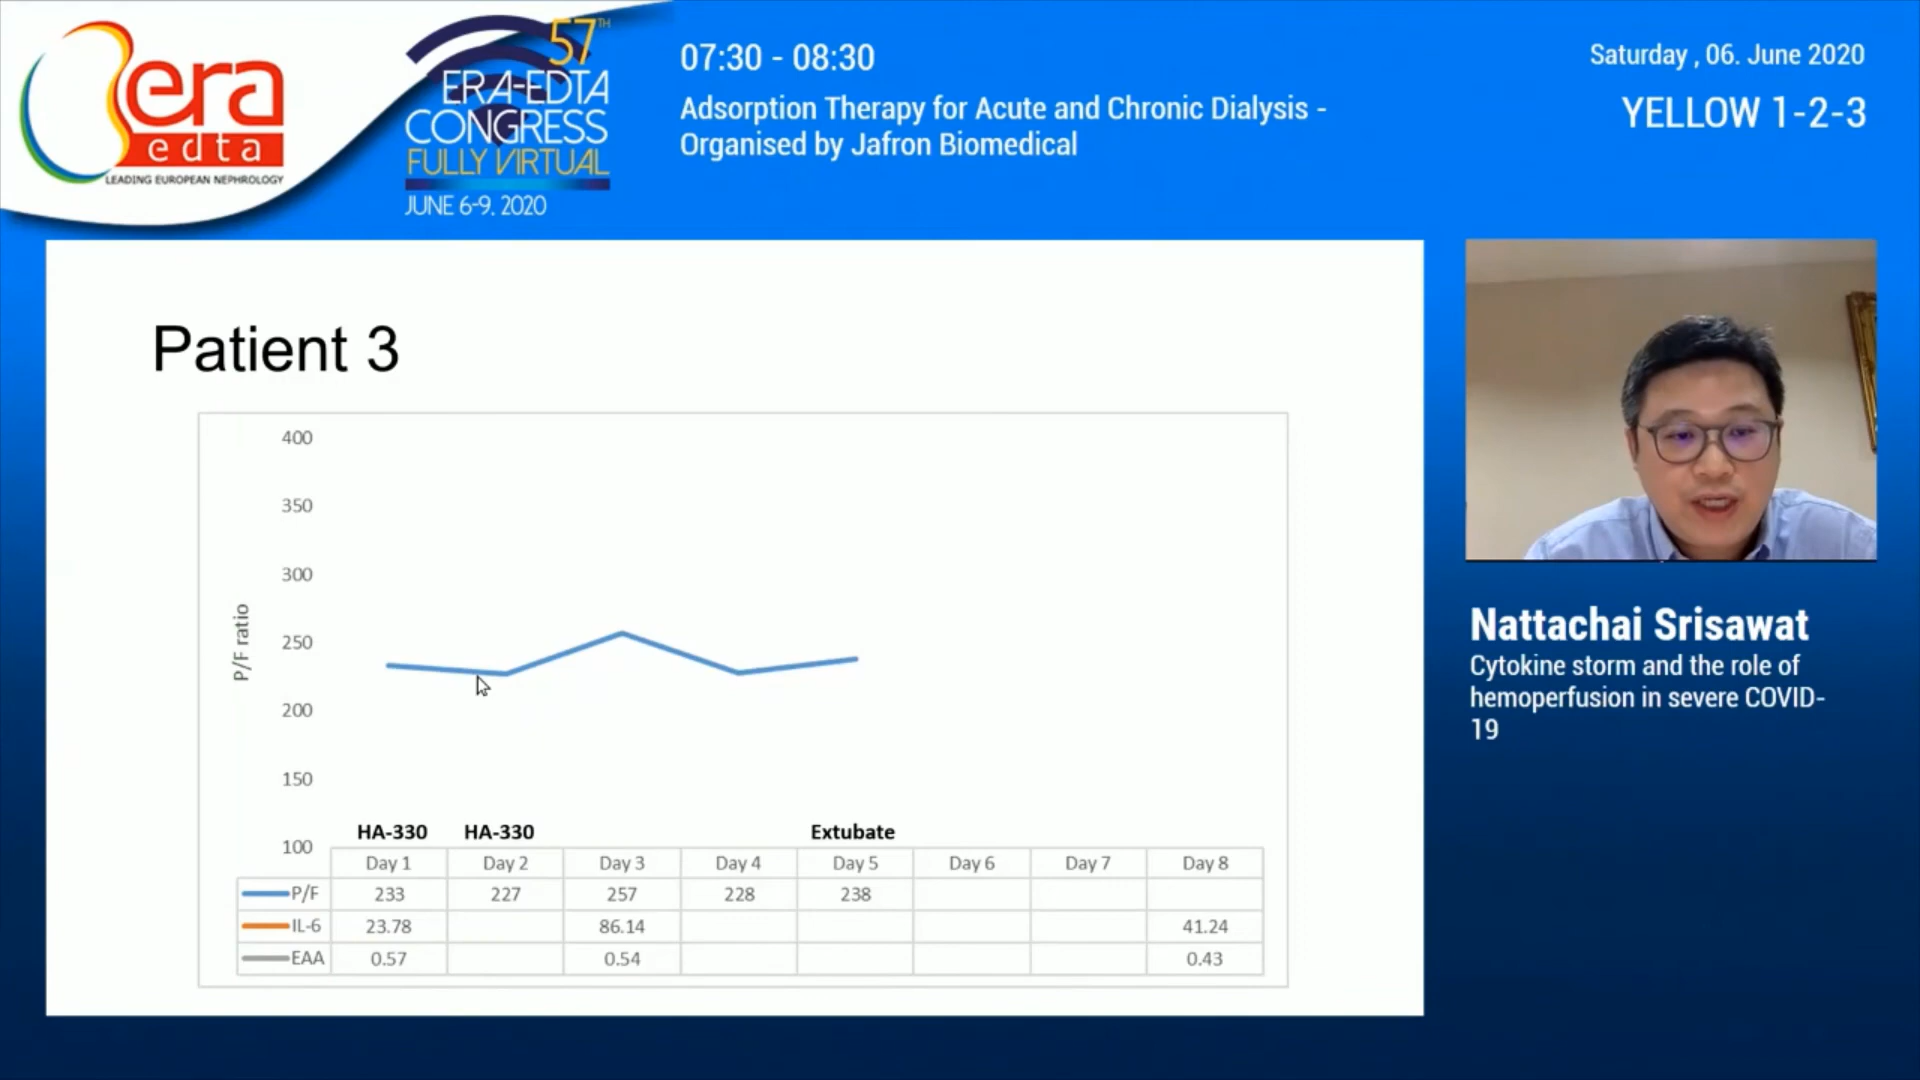 era
edta
LEADING EUROPEAN NEPHROLOGY
57TH
ERA-EDTA
CONGRESS
FULLY VIRTUAL
JUNE 6-9, 2020
07:30 - 08:30
Adsorption Therapy for Acute and Chronic Dialysis -
Organised by Jafron Biomedical
Saturday , 06. June 2020
YELLOW 1-2-3
Patient 3
400
350
300
250
200
150
100
P/F ratio
HA-330 HA-330 Extubate
Day 1 Day 2 Day 3 Day 4 Day 5 Day 6 Day 7 Day 8
P/F 233 227 257 228 238
IL-6 23.78 86.14 41.24
EAA 0.57 0.54 0.43
Nattachai Srisawat
Cytokine storm and the role of
hemoperfusion in severe COVID-
19